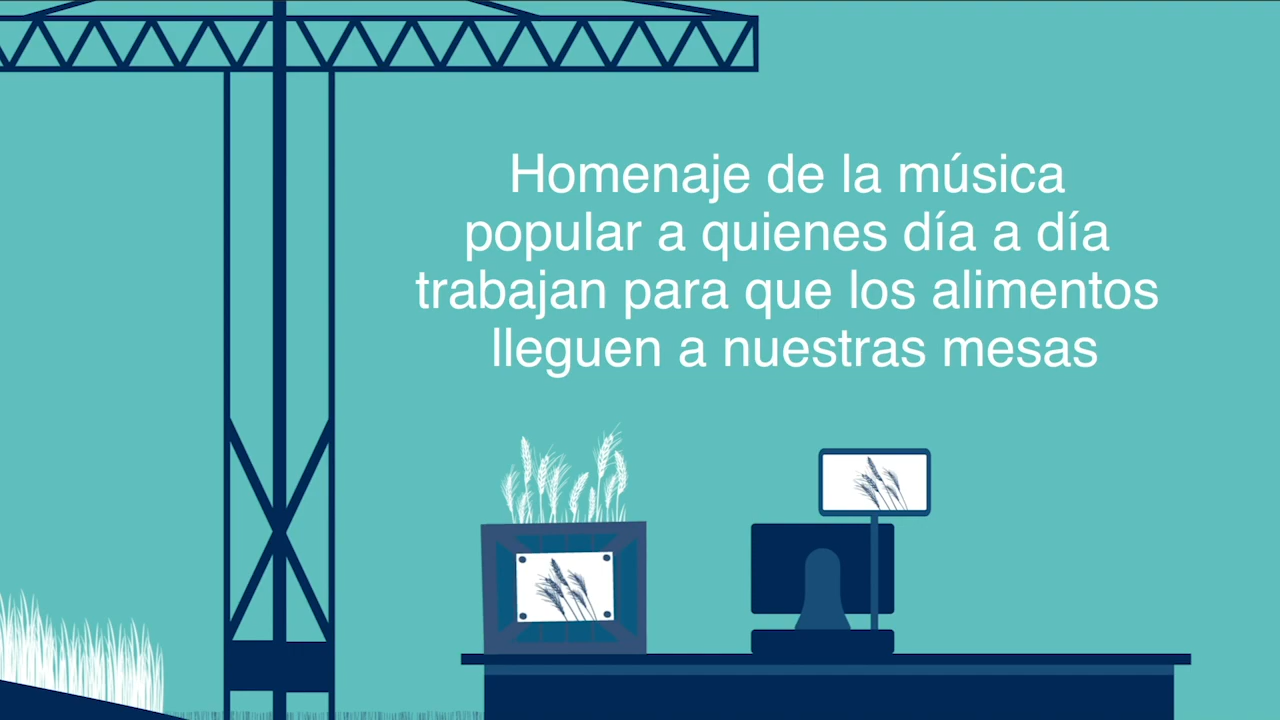 Homenaje de la música
popular a quienes día a día
trabajan para que los alimentos
lleguen a nuestras mesas